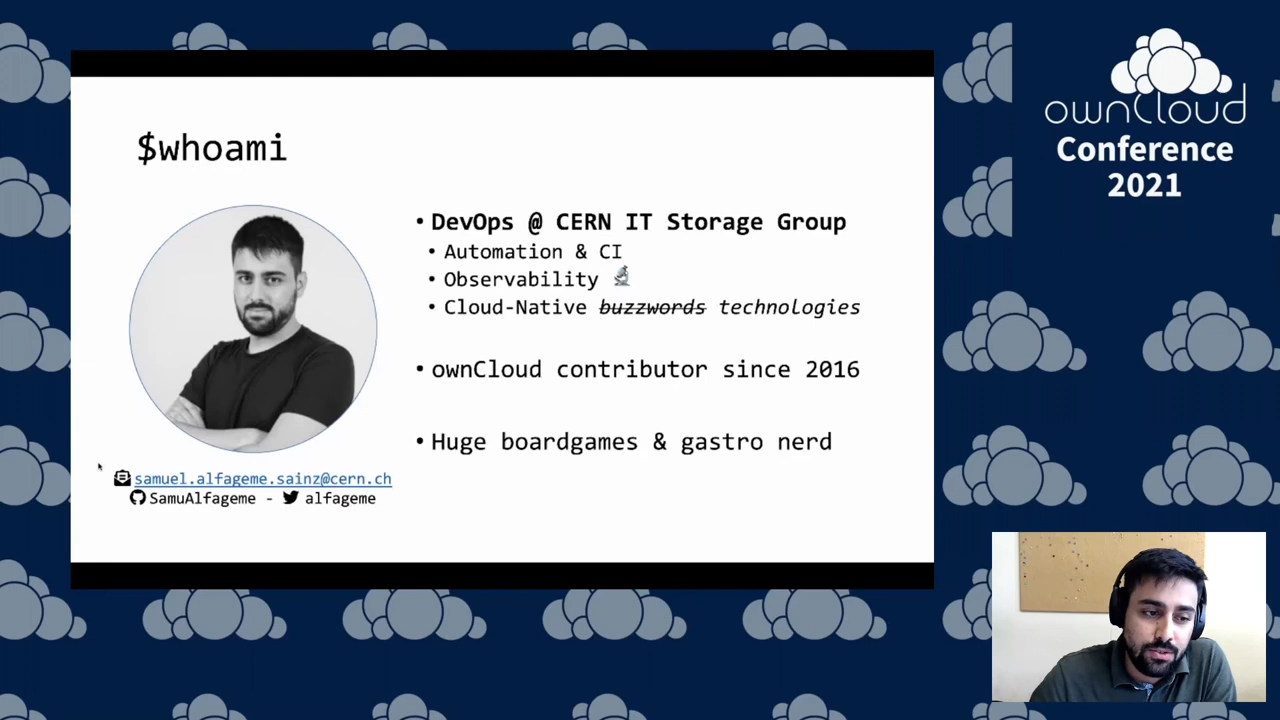 $whoami
• DevOps @ CERN IT Storage Group
• Automation & CI
• Observability
• Cloud-Native buzzwords technologies
• ownCloud contributor since 2016
• Huge boardgames & gastro nerd
samuel.alfageme.sainz@cern.ch
SamuAlfageme - alfageme
ownCloud
Conference
2021